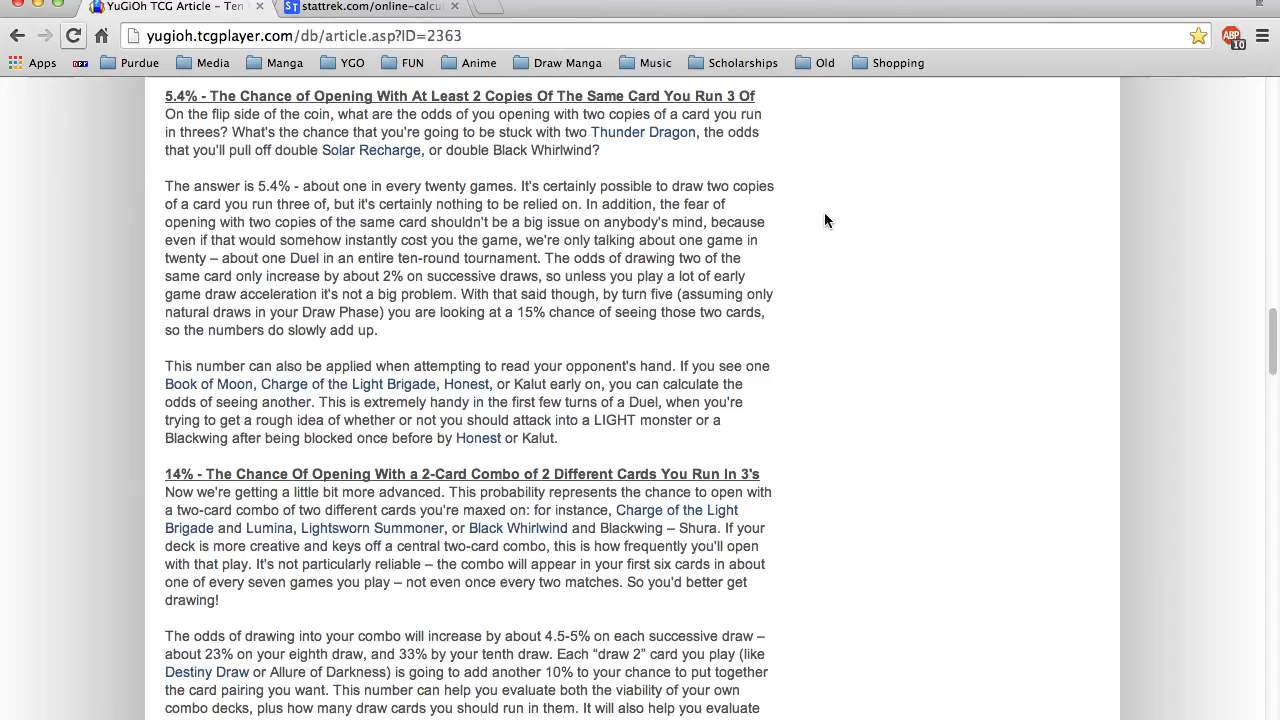 YuGiOh TCG Article – Ten
stattrek.com/online-calcul
yugioh.tcgplayer.com/db/article.asp?ID=2363
ABP
10
Apps
Purdue
Media
Manga
YGO
FUN
Anime
Draw Manga
Music
Scholarships
Old
Shopping
5.4% - The Chance of Opening With At Least 2 Copies Of The Same Card You Run 3 Of
On the flip side of the coin, what are the odds of you opening with two copies of a card you run
in threes? What's the chance that you're going to be stuck with two Thunder Dragon, the odds
that you'll pull off double Solar Recharge, or double Black Whirlwind?
The answer is 5.4% - about one in every twenty games. It's certainly possible to draw two copies
of a card you run three of, but it's certainly nothing to be relied on. In addition, the fear of
opening with two copies of the same card shouldn't be a big issue on anybody's mind, because
even if that would somehow instantly cost you the game, we're only talking about one game in
twenty – about one Duel in an entire ten-round tournament. The odds of drawing two of the
same card only increase by about 2% on successive draws, so unless you play a lot of early
game draw acceleration it's not a big problem. With that said though, by turn five (assuming only
natural draws in your Draw Phase) you are looking at a 15% chance of seeing those two cards,
so the numbers do slowly add up.
This number can also be applied when attempting to read your opponent's hand. If you see one
Book of Moon, Charge of the Light Brigade, Honest, or Kalut early on, you can calculate the
odds of seeing another. This is extremely handy in the first few turns of a Duel, when you're
trying to get a rough idea of whether or not you should attack into a LIGHT monster or a
Blackwing after being blocked once before by Honest or Kalut.
14% - The Chance Of Opening With a 2-Card Combo of 2 Different Cards You Run In 3's
Now we're getting a little bit more advanced. This probability represents the chance to open with
a two-card combo of two different cards you're maxed on: for instance, Charge of the Light
Brigade and Lumina, Lightsworn Summoner, or Black Whirlwind and Blackwing – Shura. If your
deck is more creative and keys off a central two-card combo, this is how frequently you'll open
with that play. It's not particularly reliable – the combo will appear in your first six cards in about
one of every seven games you play – not even once every two matches. So you'd better get
drawing!
The odds of drawing into your combo will increase by about 4.5-5% on each successive draw –
about 23% on your eighth draw, and 33% by your tenth draw. Each “draw 2” card you play (like
Destiny Draw or Allure of Darkness) is going to add another 10% to your chance to put together
the card pairing you want. This number can help you evaluate both the viability of your own
combo decks, plus how many draw cards you should run in them. It will also help you evaluate